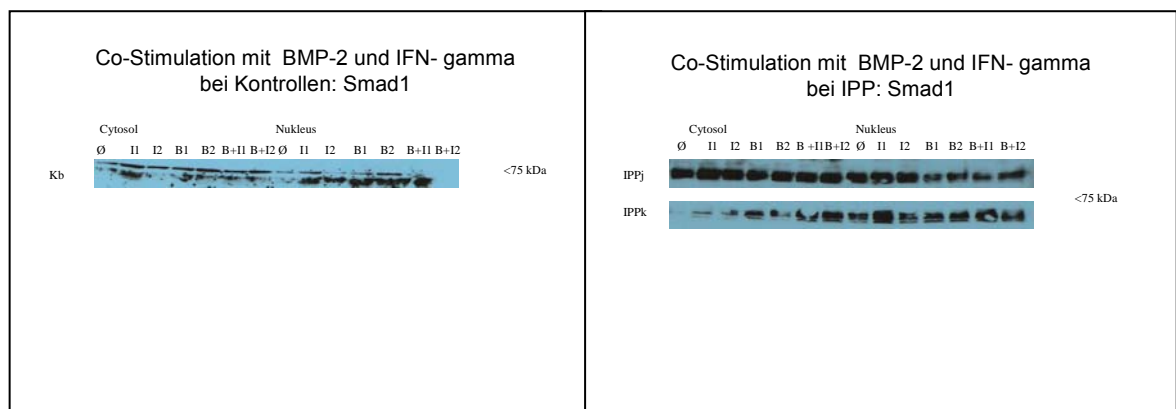 Co-Stimulation mit BMP-2 und IFN- gamma
bei Kontrollen: Smad1
Cytosol Nukleus
Ø I1 I2 B1 B2 B+I1 B+I2 Ø I1 I2 B1 B2 B+I1 B+I2
Kb <75 kDa
Co-Stimulation mit BMP-2 und IFN- gamma
bei IPP: Smad1
Cytosol Nukleus
Ø I1 I2 B1 B2 B +I1 B+I2 Ø I1 I2 B1 B2 B+I1 B+I2
IPPj
<75 kDa
IPPk